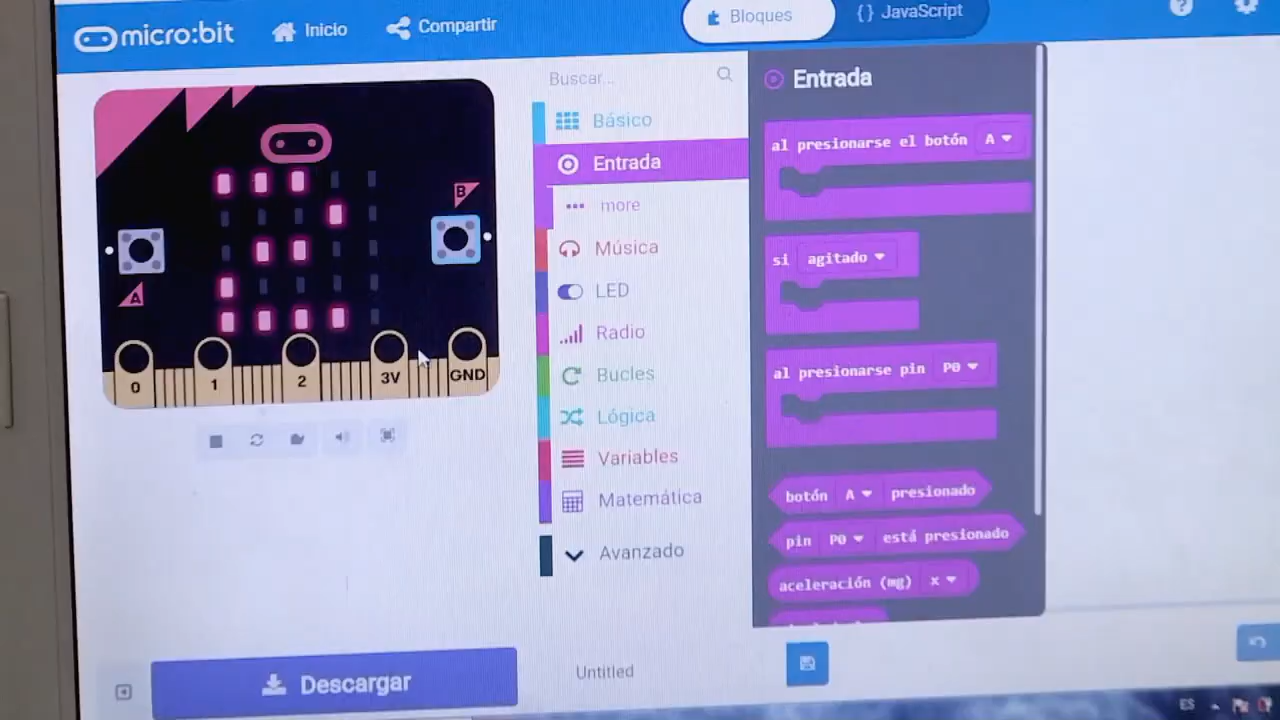 micro:bit
Inicio
Compartir
Bloques
{} JavaScript
?
B
A
0
1
2
3V
GND
Descargar
Buscar...
Básico
Entrada
more
Música
LED
Radio
Bucles
Lógica
Variables
Matemática
Avanzado
Untitled
Entrada
al presionarse el botón A
si agitado
al presionarse pin P0
botón A presionado
pin P0 está presionado
aceleración (mg) x
ES